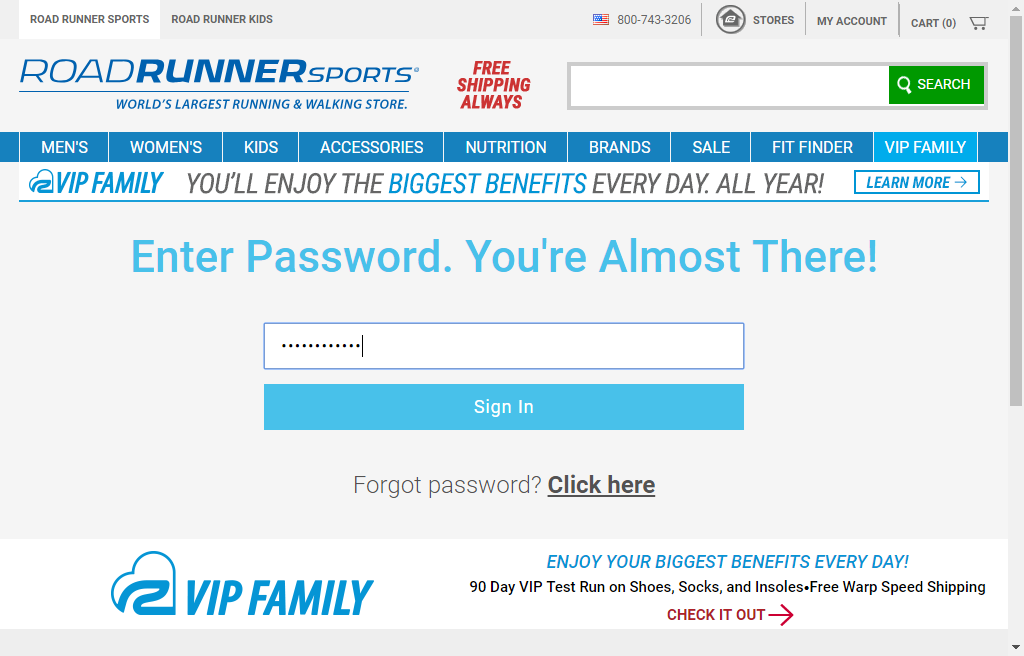 ROAD RUNNER SPORTS ROAD RUNNER KIDS 800-743-3206 STORES MY ACCOUNT CART (0)
ROADRUNNERSPORTS®
WORLD'S LARGEST RUNNING & WALKING STORE.
FREE
SHIPPING
ALWAYS
SEARCH
MEN'S WOMEN'S KIDS ACCESSORIES NUTRITION BRANDS SALE FIT FINDER VIP FAMILY
VIP FAMILY YOU'LL ENJOY THE BIGGEST BENEFITS EVERY DAY. ALL YEAR! LEARN MORE →
Enter Password. You're Almost There!
••••••••••••
Sign In
Forgot password? Click here
VIP FAMILY
ENJOY YOUR BIGGEST BENEFITS EVERY DAY!
90 Day VIP Test Run on Shoes, Socks, and Insoles•Free Warp Speed Shipping
CHECK IT OUT →